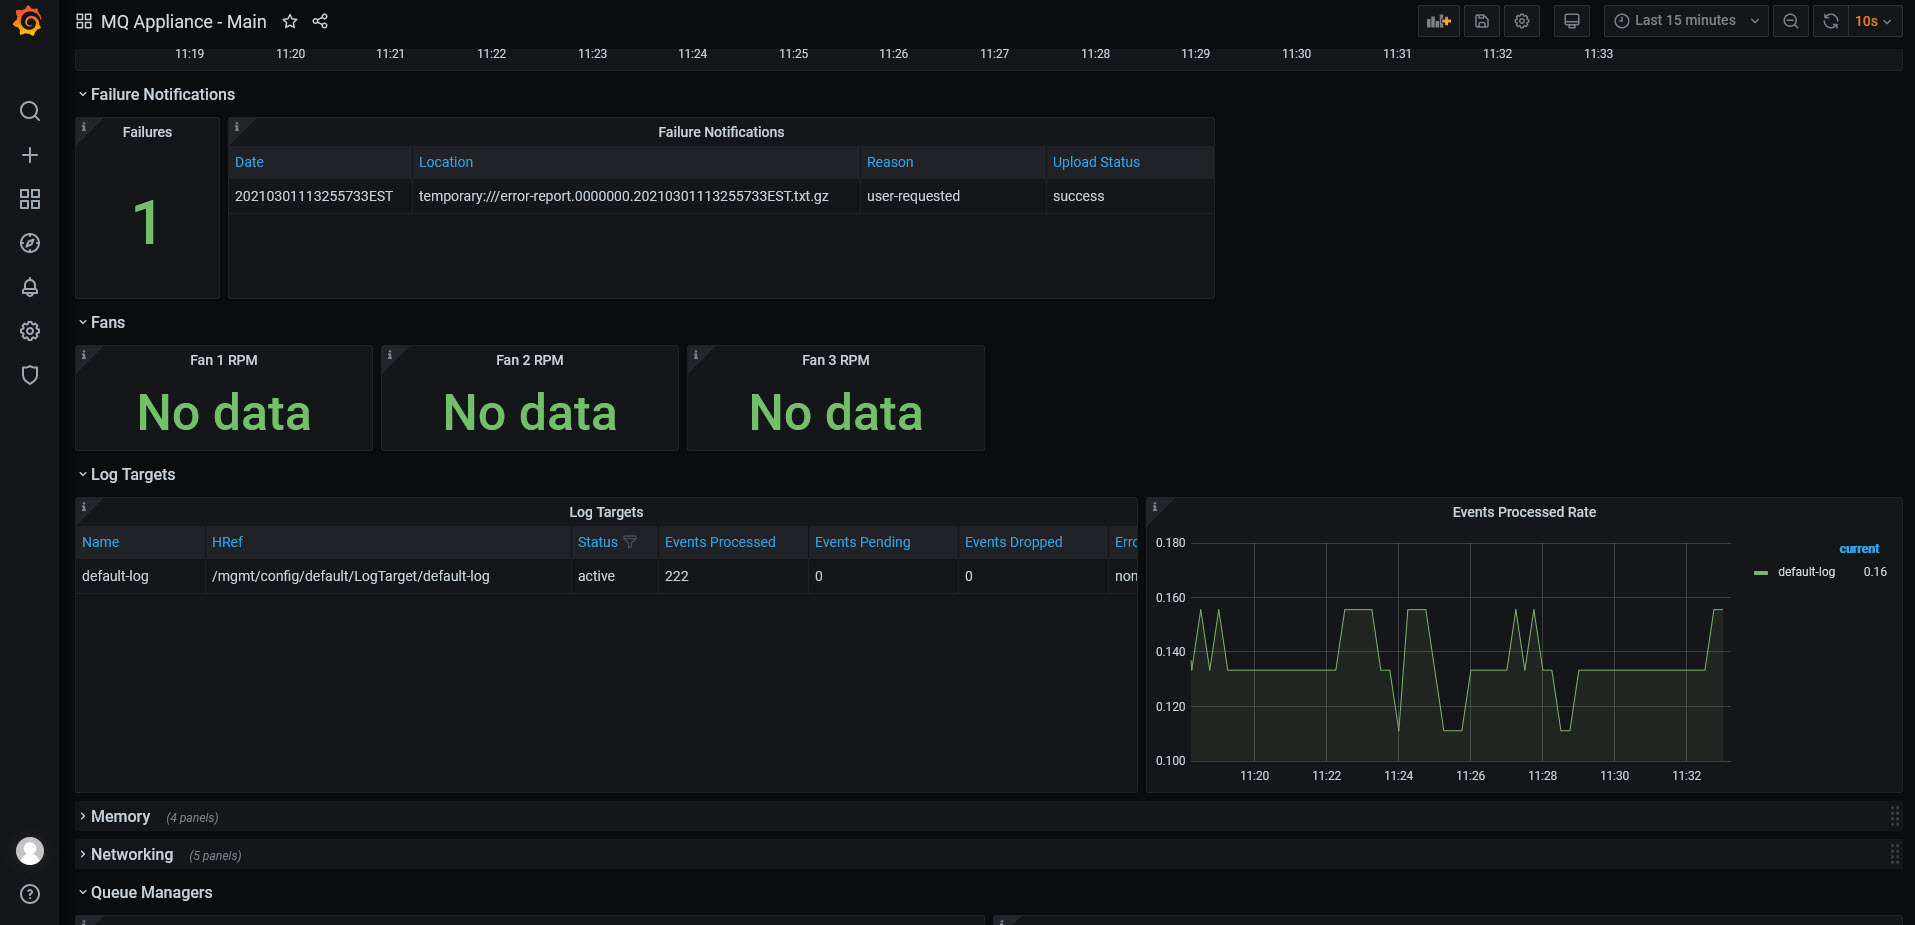 MQ Appliance - Main
Last 15 minutes
10s
11:19 11:20 11:21 11:22 11:23 11:24 11:25 11:26 11:27 11:28 11:29 11:30 11:31 11:32 11:33
Failure Notifications
Failures
1
Failure Notifications
Date Location Reason Upload Status
20210301113255733EST temporary:///error-report.0000000.20210301113255733EST.txt.gz user-requested success
Fans
Fan 1 RPM
No data
Fan 2 RPM
No data
Fan 3 RPM
No data
Log Targets
Log Targets
Name HRef Status Events Processed Events Pending Events Dropped Erro
default-log /mgmt/config/default/LogTarget/default-log active 222 0 0 non
Events Processed Rate
0.180
0.160
0.140
0.120
0.100
11:20 11:22 11:24 11:26 11:28 11:30 11:32
current
default-log 0.16
Memory (4 panels)
Networking (5 panels)
Queue Managers